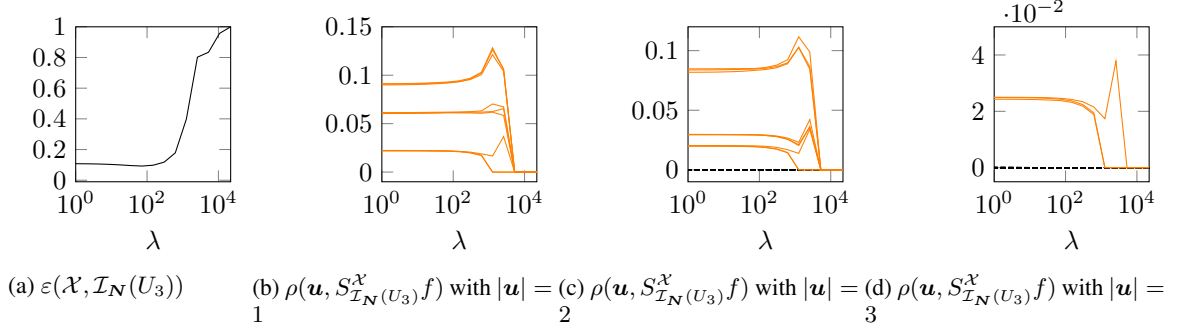 1
0.8
0.6
0.4
0.2
0
10^0 10^2 10^4
λ
(a) ε(𝒳, ℐ_𝑵(U_3))
0.15
0.1
0.05
0
10^0 10^2 10^4
λ
(b) ρ(𝒖, S^𝒳_{ℐ_𝑵(U_3)} f) with |𝒖| =
1
0.1
0.05
0
10^0 10^2 10^4
λ
(c) ρ(𝒖, S^𝒳_{ℐ_𝑵(U_3)} f) with |𝒖| =
2
·10^−2
4
2
0
10^0 10^2 10^4
λ
(d) ρ(𝒖, S^𝒳_{ℐ_𝑵(U_3)} f) with |𝒖| =
3